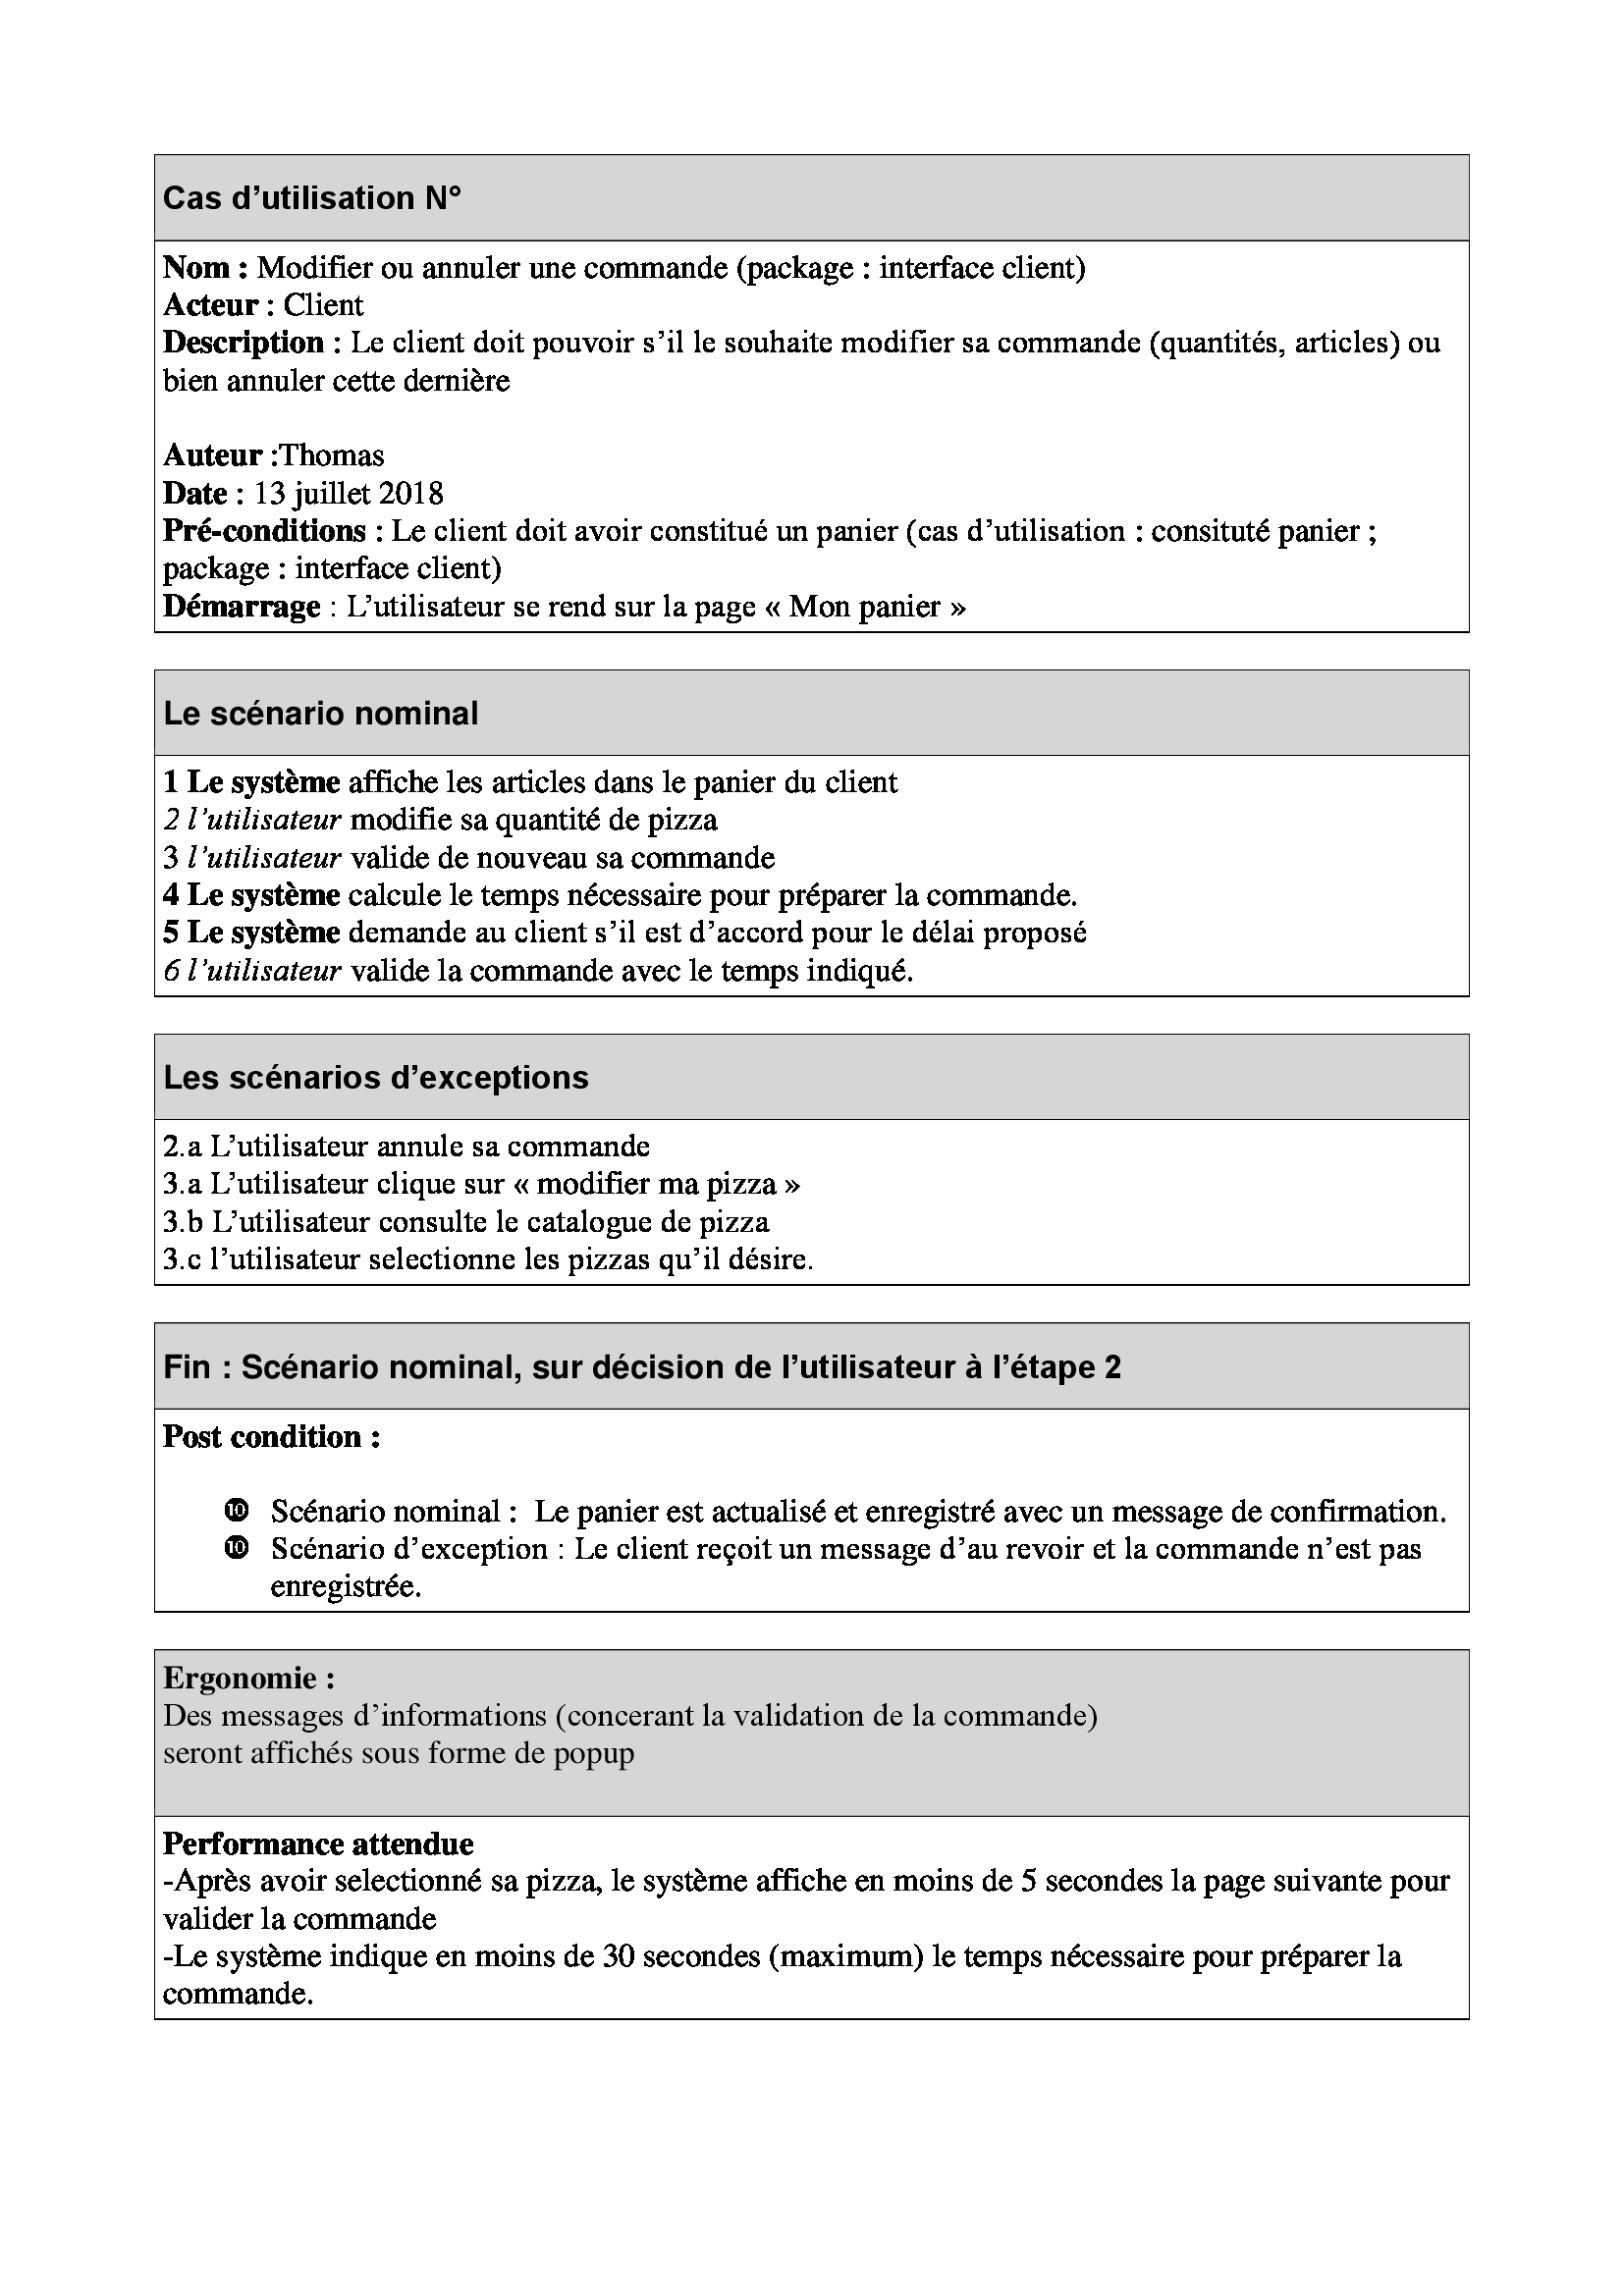 Cas d’utilisation N°
Nom : Modifier ou annuler une commande (package : interface client)
Acteur : Client
Description : Le client doit pouvoir s’il le souhaite modifier sa commande (quantités, articles) ou
bien annuler cette dernière
Auteur :Thomas
Date : 13 juillet 2018
Pré-conditions : Le client doit avoir constitué un panier (cas d’utilisation : consituté panier ;
package : interface client)
Démarrage : L’utilisateur se rend sur la page « Mon panier »
Le scénario nominal
1 Le système affiche les articles dans le panier du client
2 l’utilisateur modifie sa quantité de pizza
3 l’utilisateur valide de nouveau sa commande
4 Le système calcule le temps nécessaire pour préparer la commande.
5 Le système demande au client s’il est d’accord pour le délai proposé
6 l’utilisateur valide la commande avec le temps indiqué.
Les scénarios d’exceptions
2.a L’utilisateur annule sa commande
3.a L’utilisateur clique sur « modifier ma pizza »
3.b L’utilisateur consulte le catalogue de pizza
3.c l’utilisateur selectionne les pizzas qu’il désire.
Fin : Scénario nominal, sur décision de l’utilisateur à l’étape 2
Post condition :
❿ Scénario nominal : Le panier est actualisé et enregistré avec un message de confirmation.
❿ Scénario d’exception : Le client reçoit un message d’au revoir et la commande n’est pas
enregistrée.
Ergonomie :
Des messages d’informations (concerant la validation de la commande)
seront affichés sous forme de popup
Performance attendue
-Après avoir selectionné sa pizza, le système affiche en moins de 5 secondes la page suivante pour
valider la commande
-Le système indique en moins de 30 secondes (maximum) le temps nécessaire pour préparer la
commande.